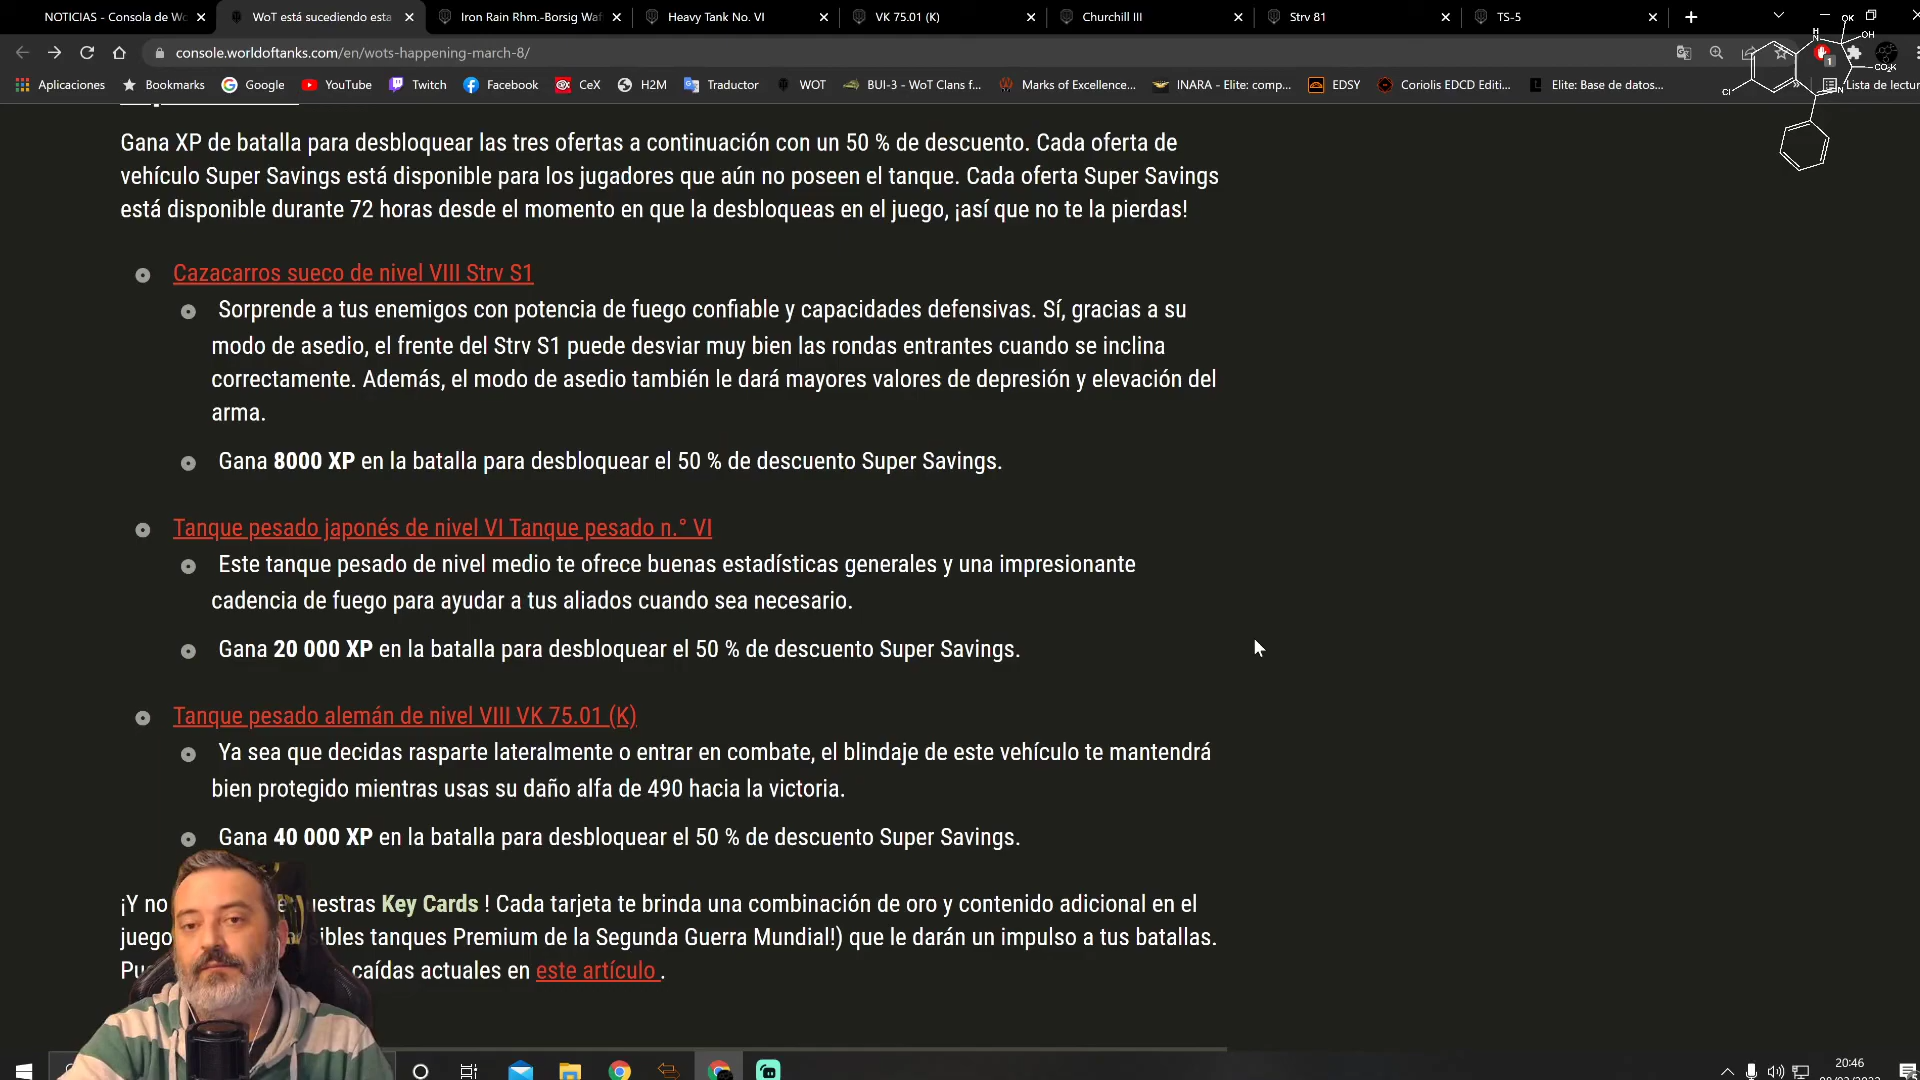 NOTICIAS - Consola de Wo
WoT está sucediendo esta
Iron Rain Rhm.-Borsig Waf
Heavy Tank No. VI
VK 75.01 (K)
Churchill III
Strv 81
TS-5
console.worldoftanks.com/en/wots-happening-march-8/
Aplicaciones
Bookmarks
Google
YouTube
Twitch
Facebook
CeX
H2M
Traductor
WOT
BUI-3 - WoT Clans f...
Marks of Excellence...
INARA - Elite: comp...
EDSY
Coriolis EDCD Editi...
Elite: Base de datos...
Lista de lectur
OK
OH
H
N
CO₂K
Cl
N
1
Gana XP de batalla para desbloquear las tres ofertas a continuación con un 50 % de descuento. Cada oferta de
vehículo Super Savings está disponible para los jugadores que aún no poseen el tanque. Cada oferta Super Savings
está disponible durante 72 horas desde el momento en que la desbloqueas en el juego, ¡así que no te la pierdas!
Cazacarros sueco de nivel VIII Strv S1
Sorprende a tus enemigos con potencia de fuego confiable y capacidades defensivas. Sí, gracias a su
modo de asedio, el frente del Strv S1 puede desviar muy bien las rondas entrantes cuando se inclina
correctamente. Además, el modo de asedio también le dará mayores valores de depresión y elevación del
arma.
Gana 8000 XP en la batalla para desbloquear el 50 % de descuento Super Savings.
Tanque pesado japonés de nivel VI Tanque pesado n.° VI
Este tanque pesado de nivel medio te ofrece buenas estadísticas generales y una impresionante
cadencia de fuego para ayudar a tus aliados cuando sea necesario.
Gana 20 000 XP en la batalla para desbloquear el 50 % de descuento Super Savings.
Tanque pesado alemán de nivel VIII VK 75.01 (K)
Ya sea que decidas rasparte lateralmente o entrar en combate, el blindaje de este vehículo te mantendrá
bien protegido mientras usas su daño alfa de 490 hacia la victoria.
Gana 40 000 XP en la batalla para desbloquear el 50 % de descuento Super Savings.
¡Y no uestras Key Cards ! Cada tarjeta te brinda una combinación de oro y contenido adicional en el
juego sibles tanques Premium de la Segunda Guerra Mundial!) que le darán un impulso a tus batallas.
Pu caídas actuales en este artículo .
20:46